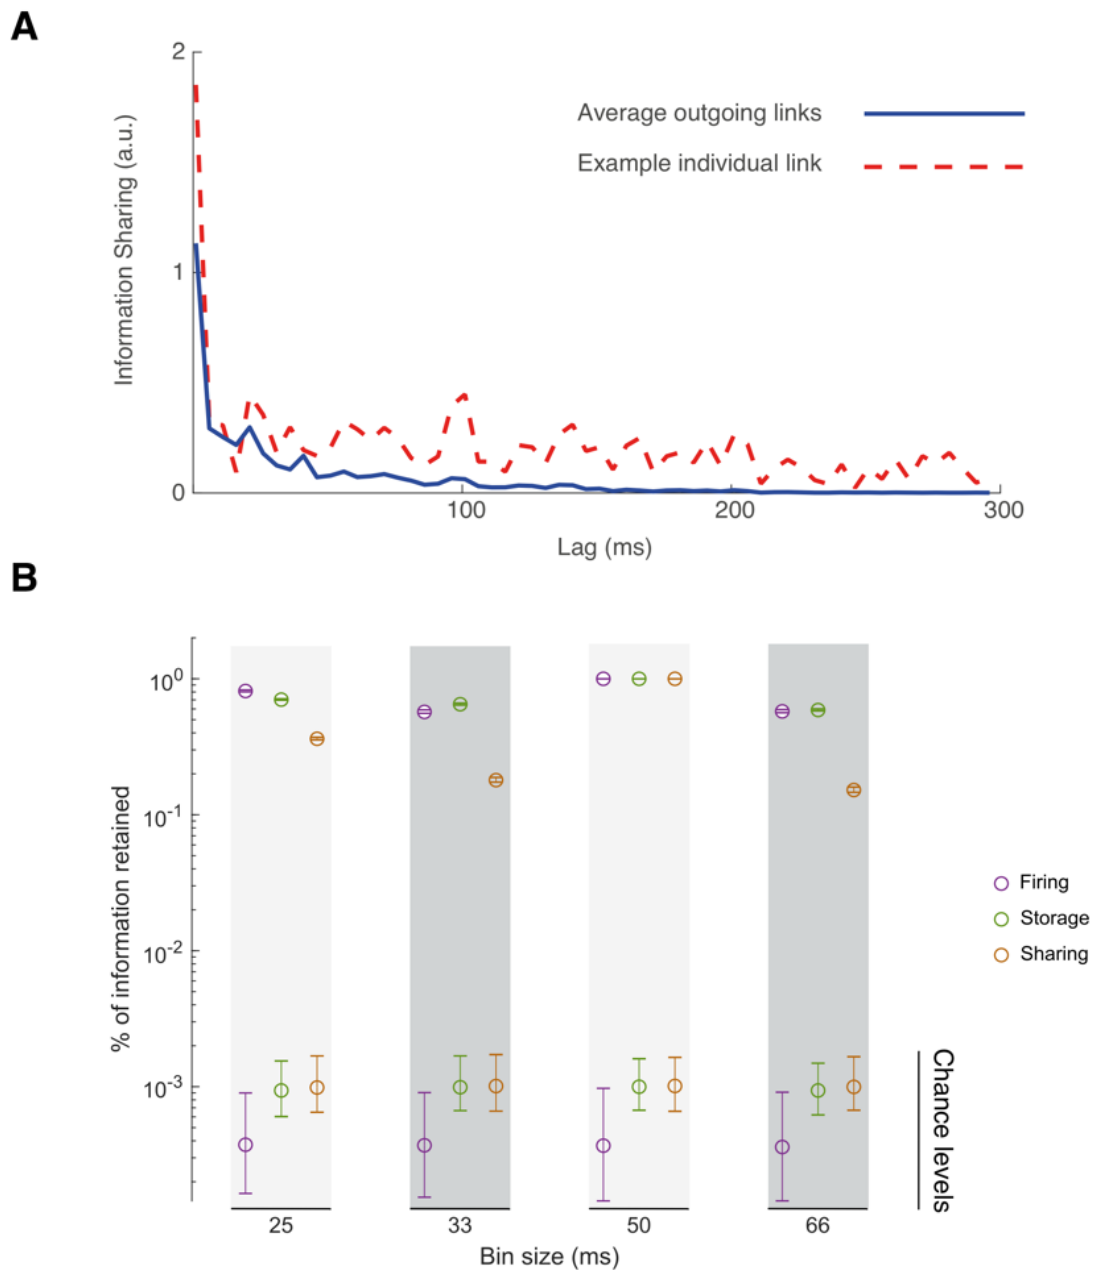 A
2
1
0
Information Sharing (a.u.)
Average outgoing links
Example individual link
100
200
300
Lag (ms)
B
10^0
10^-1
10^-2
10^-3
% of information retained
Firing
Storage
Sharing
Chance levels
25
33
50
66
Bin size (ms)